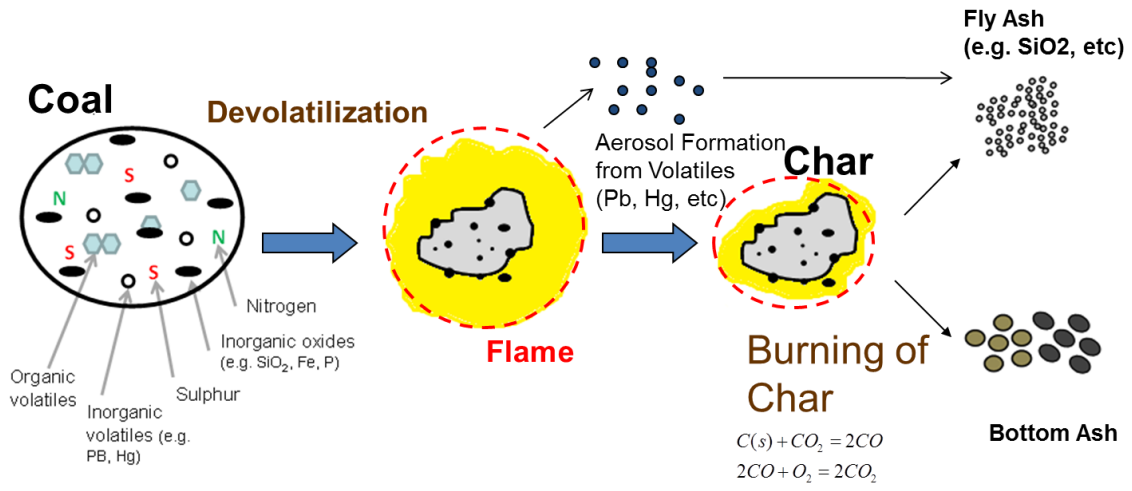 Coal
N
S
S
S
N
Nitrogen
Inorganic oxides
(e.g. SiO₂, Fe, P)
Sulphur
Inorganic
volatiles (e.g.
PB, Hg)
Organic
volatiles
Devolatilization
Flame
Aerosol Formation
from Volatiles
(Pb, Hg, etc)
Char
Burning of
Char
C(s) + CO₂ = 2CO
2CO + O₂ = 2CO₂
Fly Ash
(e.g. SiO2, etc)
Bottom Ash